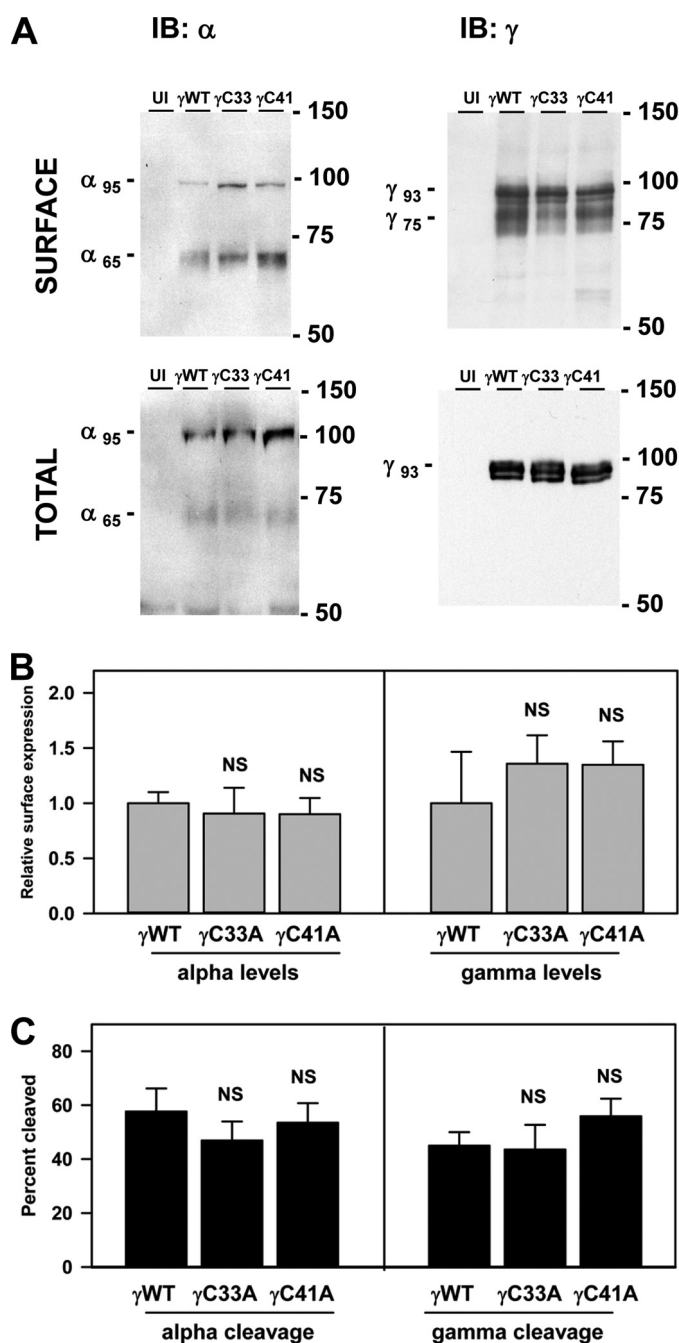 A
IB: α
IB: γ
UI γWT γC33 γC41
- 150
α 95 -
- 100
- 75
α 65 -
- 50
SURFACE
UI γWT γC33 γC41
- 150
γ 93 -
- 100
γ 75 -
- 75
- 50
UI γWT γC33 γC41
- 150
α 95 -
- 100
- 75
α 65 -
- 50
TOTAL
UI γWT γC33 γC41
- 150
γ 93 -
- 100
- 75
- 50
B
Relative surface expression
2.0
1.5
1.0
0.5
0.0
NS NS
NS NS
γWT γC33A γC41A
alpha levels
γWT γC33A γC41A
gamma levels
C
Percent cleaved
80
60
40
20
0
NS NS
NS NS
γWT γC33A γC41A
alpha cleavage
γWT γC33A γC41A
gamma cleavage